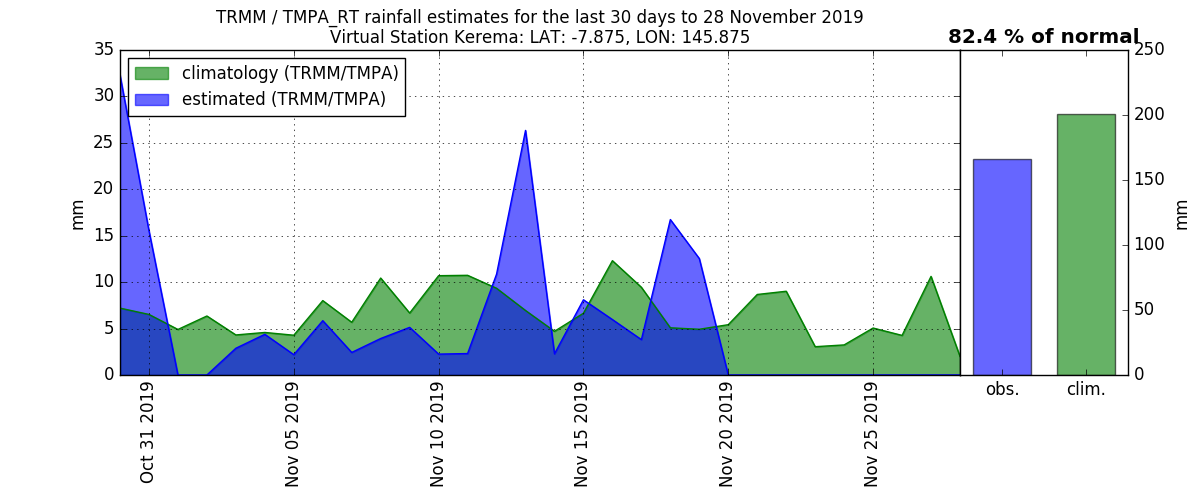 TRMM / TMPA_RT rainfall estimates for the last 30 days to 28 November 2019
Virtual Station Kerema: LAT: -7.875, LON: 145.875
82.4 % of normal
climatology (TRMM/TMPA)
estimated (TRMM/TMPA)
35
30
25
20
15
10
5
0
mm
Oct 31 2019
Nov 05 2019
Nov 10 2019
Nov 15 2019
Nov 20 2019
Nov 25 2019
obs.
clim.
250
200
150
100
50
0
mm